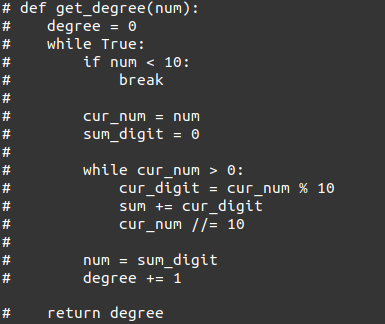 # def get_degree(num):
#    degree = 0
#    while True:
#        if num < 10:
#            break
#
#        cur_num = num
#        sum_digit = 0
#
#        while cur_num > 0:
#            cur_digit = cur_num % 10
#            sum += cur_digit
#            cur_num //= 10
#
#        num = sum_digit
#        degree += 1

#    return degree